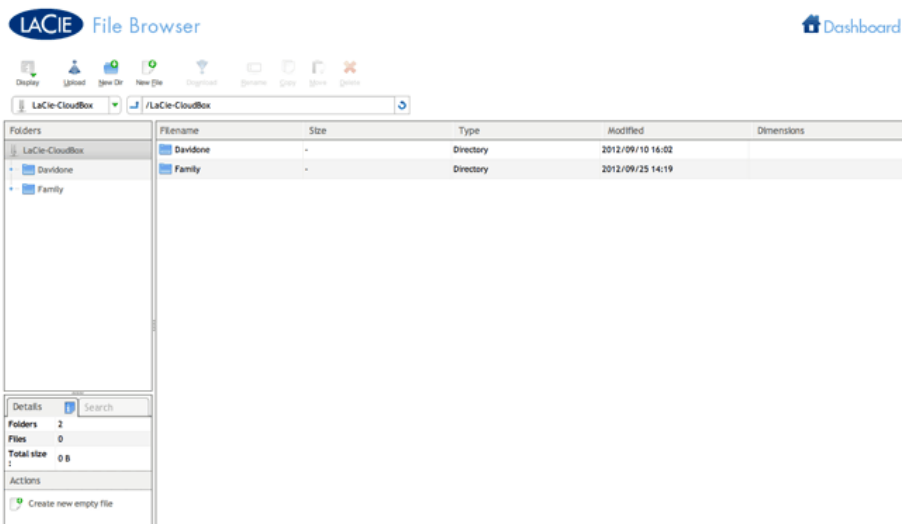 LACIE File Browser
Dashboard
Display Upload New Dir New File Download Rename Copy Move Delete
LaCie-CloudBox /LaCie-CloudBox
Folders
LaCie-CloudBox
Davidone
Family
Filename Size Type Modified Dimensions
Davidone - Directory 2012/09/10 16:02
Family - Directory 2012/09/25 14:19
Details Search
Folders 2
Files 0
Total size : 0 B
Actions
Create new empty file